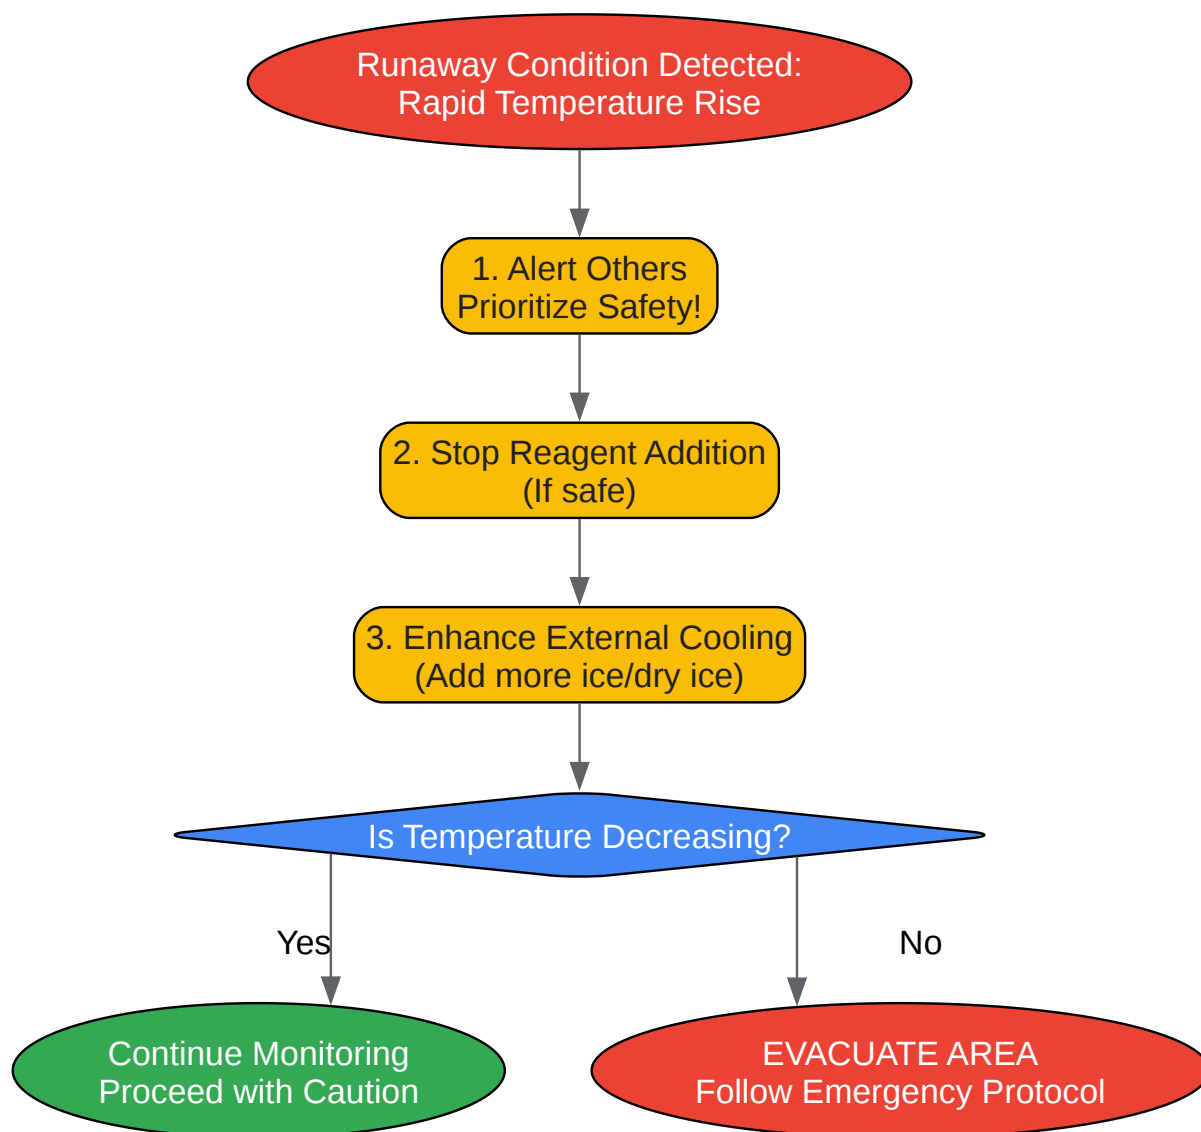 Runaway Condition Detected:
Rapid Temperature Rise
1. Alert Others
Prioritize Safety!
2. Stop Reagent Addition
(If safe)
3. Enhance External Cooling
(Add more ice/dry ice)
Is Temperature Decreasing?
Yes
No
Continue Monitoring
Proceed with Caution
EVACUATE AREA
Follow Emergency Protocol